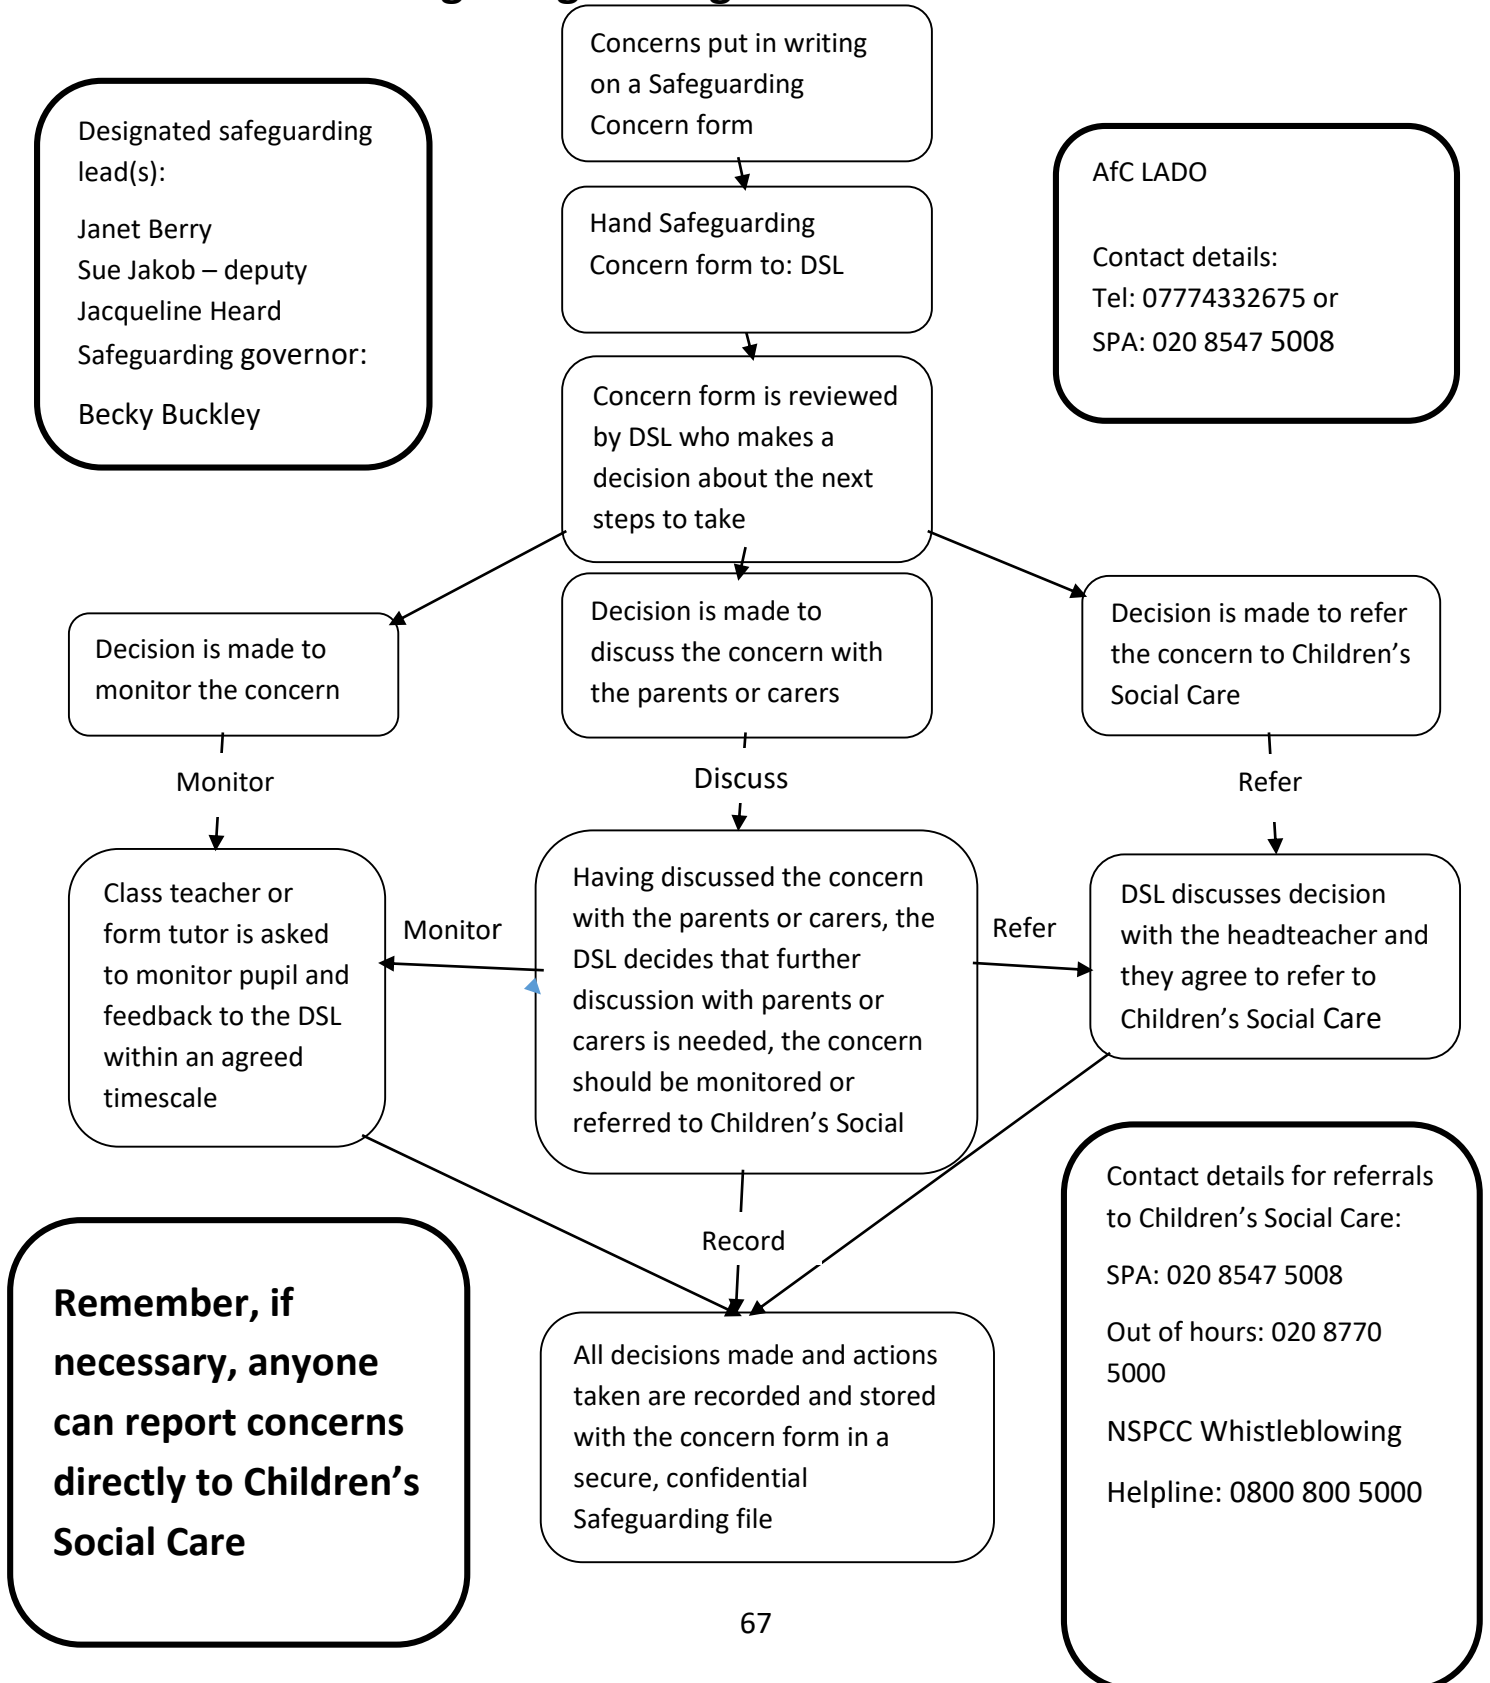 Concerns put in writing
on a Safeguarding
Concern form
Designated safeguarding
lead(s):
Janet Berry
Sue Jakob – deputy
Jacqueline Heard
Safeguarding governor:
Becky Buckley
AfC LADO
Contact details:
Tel: 07774332675 or
SPA: 020 8547 5008
Hand Safeguarding
Concern form to: DSL
Concern form is reviewed
by DSL who makes a
decision about the next
steps to take
Decision is made to
monitor the concern
Decision is made to
discuss the concern with
the parents or carers
Decision is made to refer
the concern to Children’s
Social Care
Monitor
Discuss
Refer
Class teacher or
form tutor is asked
to monitor pupil and
feedback to the DSL
within an agreed
timescale
Monitor
Having discussed the concern
with the parents or carers, the
DSL decides that further
discussion with parents or
carers is needed, the concern
should be monitored or
referred to Children’s Social
Refer
DSL discusses decision
with the headteacher and
they agree to refer to
Children’s Social Care
Record
Remember, if
necessary, anyone
can report concerns
directly to Children’s
Social Care
All decisions made and actions
taken are recorded and stored
with the concern form in a
secure, confidential
Safeguarding file
Contact details for referrals
to Children’s Social Care:
SPA: 020 8547 5008
Out of hours: 020 8770
5000
NSPCC Whistleblowing
Helpline: 0800 800 5000
67